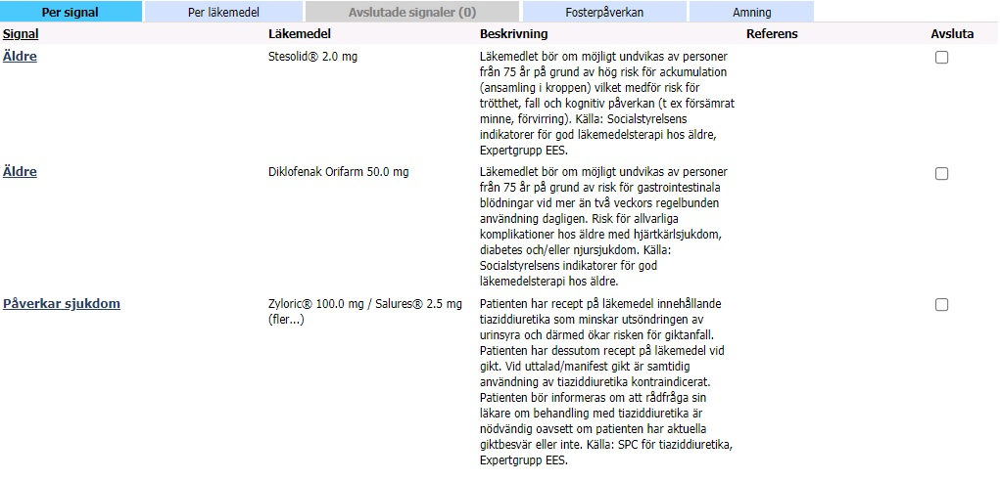 Per signal Per läkemedel Avslutade signaler (0) Fosterpåverkan Amning
Signal Läkemedel Beskrivning Referens Avsluta
Äldre Stesolid® 2.0 mg Läkemedlet bör om möjligt undvikas av personer
från 75 år på grund av hög risk för ackumulation
(ansamling i kroppen) vilket medför risk för
trötthet, fall och kognitiv påverkan (t ex försämrat
minne, förvirring). Källa: Socialstyrelsens
indikatorer för god läkemedelsterapi hos äldre,
Expertgrupp EES.
Äldre Diklofenak Orifarm 50.0 mg Läkemedlet bör om möjligt undvikas av personer
från 75 år på grund av risk för gastrointestinala
blödningar vid mer än två veckors regelbunden
användning dagligen. Risk för allvarliga
komplikationer hos äldre med hjärtkärlsjukdom,
diabetes och/eller njursjukdom. Källa:
Socialstyrelsens indikatorer för god
läkemedelsterapi hos äldre.
Påverkar sjukdom Zyloric® 100.0 mg / Salures® 2.5 mg Patienten har recept på läkemedel innehållande
(fler...) tiaziddiuretika som minskar utsöndringen av
urinsyra och därmed ökar risken för giktanfall.
Patienten har dessutom recept på läkemedel vid
gikt. Vid uttalad/manifest gikt är samtidig
användning av tiaziddiuretika kontraindicerat.
Patienten bör informeras om att rådfråga sin
läkare om behandling med tiaziddiuretika är
nödvändig oavsett om patienten har aktuella
giktbesvär eller inte. Källa: SPC för tiaziddiuretika,
Expertgrupp EES.